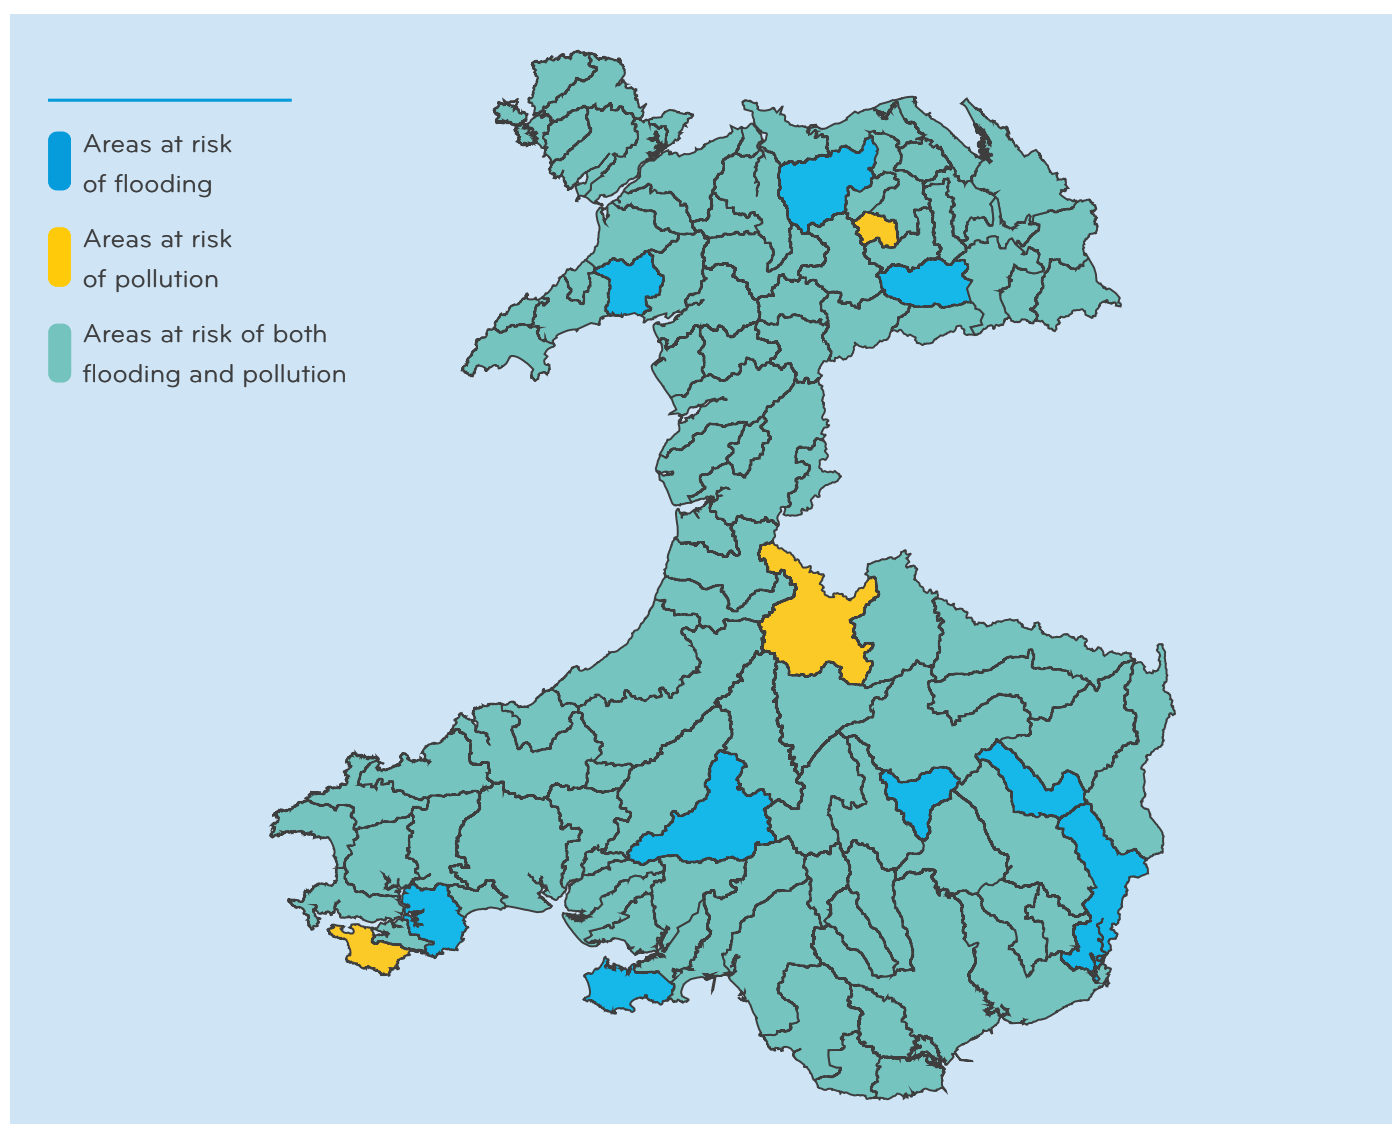 Areas at risk
of flooding
Areas at risk
of pollution
Areas at risk of both
flooding and pollution